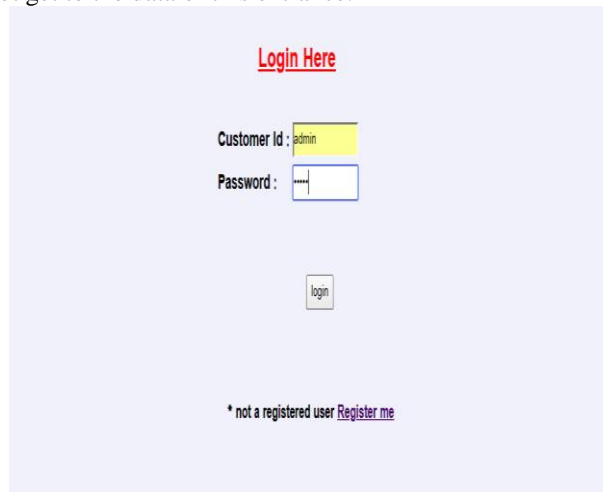 Login Here
Customer Id : admin
Password : •••••
login
* not a registered user Register me